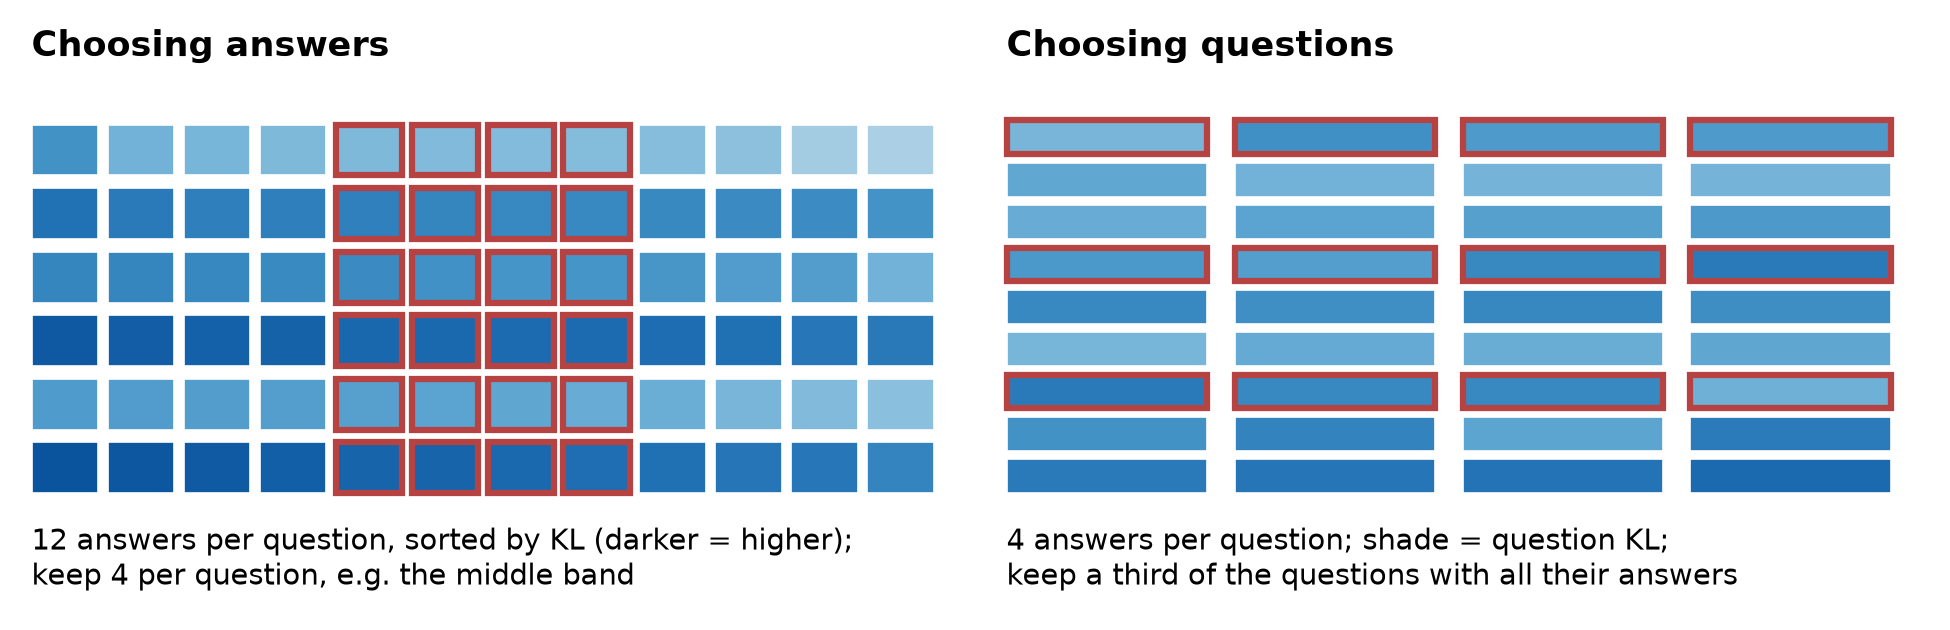 Choosing answers
12 answers per question, sorted by KL (darker = higher);
keep 4 per question, e.g. the middle band
Choosing questions
4 answers per question; shade = question KL;
keep a third of the questions with all their answers